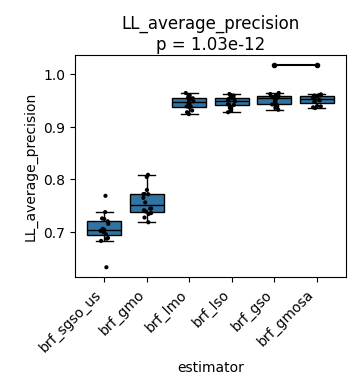 LL_average_precision
p = 1.03e-12
1.0
0.9
0.8
0.7
LL_average_precision
brf_sgso_us
brf_gmo
brf_lmo
brf_lso
brf_gso
brf_gmosa
estimator